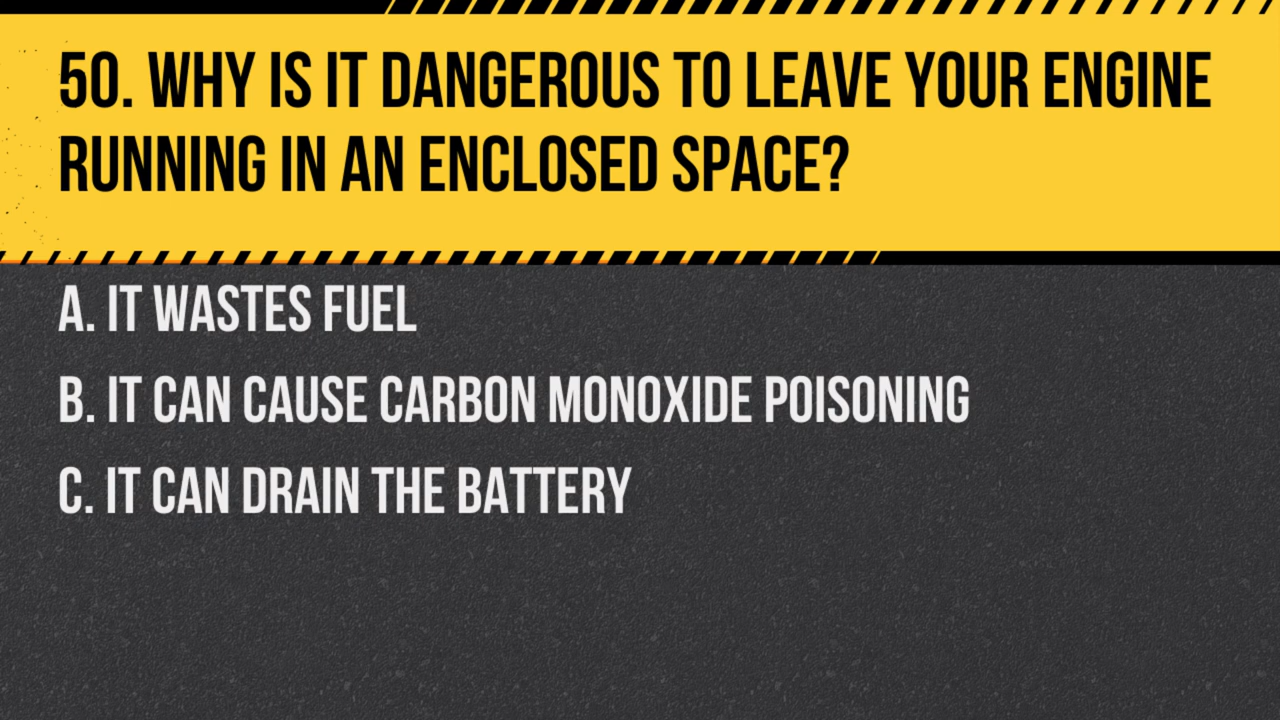 50. WHY IS IT DANGEROUS TO LEAVE YOUR ENGINE
RUNNING IN AN ENCLOSED SPACE?
A. IT WASTES FUEL
B. IT CAN CAUSE CARBON MONOXIDE POISONING
C. IT CAN DRAIN THE BATTERY